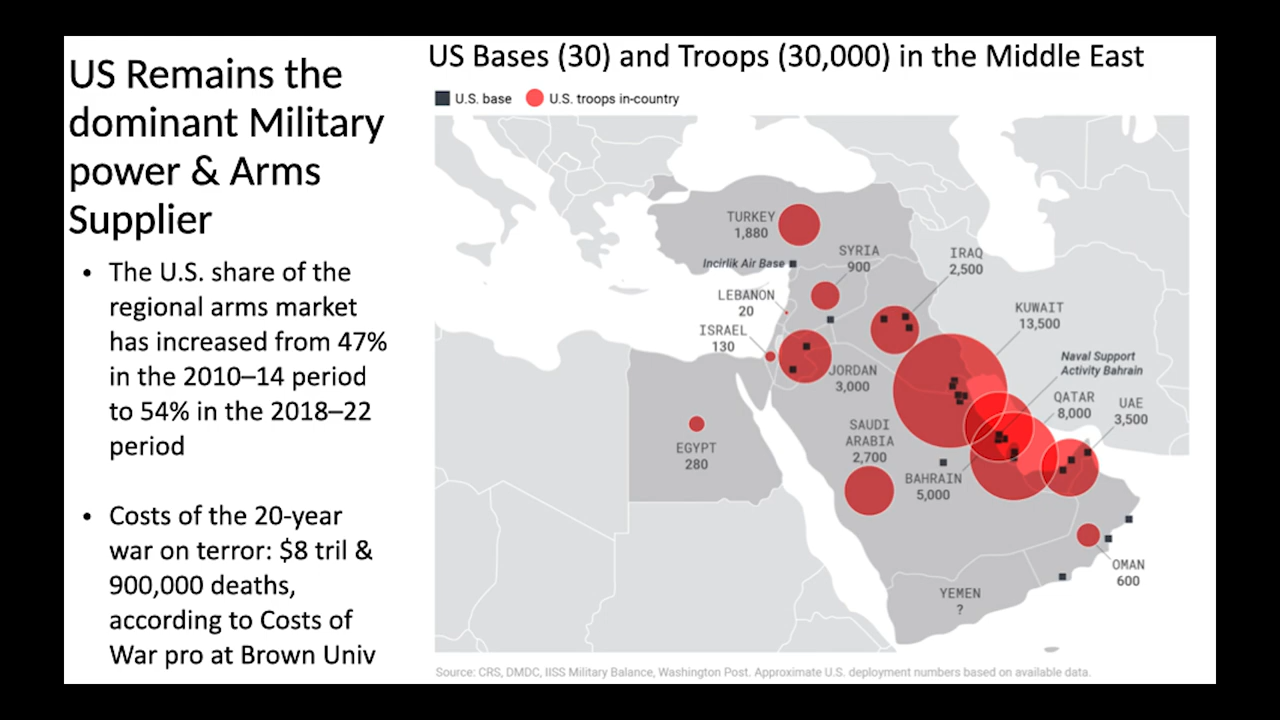 US Remains the
dominant Military
power & Arms
Supplier
• The U.S. share of the
regional arms market
has increased from 47%
in the 2010–14 period
to 54% in the 2018–22
period
• Costs of the 20-year
war on terror: $8 tril &
900,000 deaths,
according to Costs of
War pro at Brown Univ
US Bases (30) and Troops (30,000) in the Middle East
U.S. base U.S. troops in-country
TURKEY
1,880
Incirlik Air Base
SYRIA
900
IRAQ
2,500
LEBANON
20
ISRAEL
130
KUWAIT
13,500
JORDAN
3,000
Naval Support
Activity Bahrain
QATAR
8,000
UAE
3,500
EGYPT
280
SAUDI
ARABIA
2,700
BAHRAIN
5,000
OMAN
600
YEMEN
?
Source: CRS, DMDC, IISS Military Balance, Washington Post. Approximate U.S. deployment numbers based on available data.